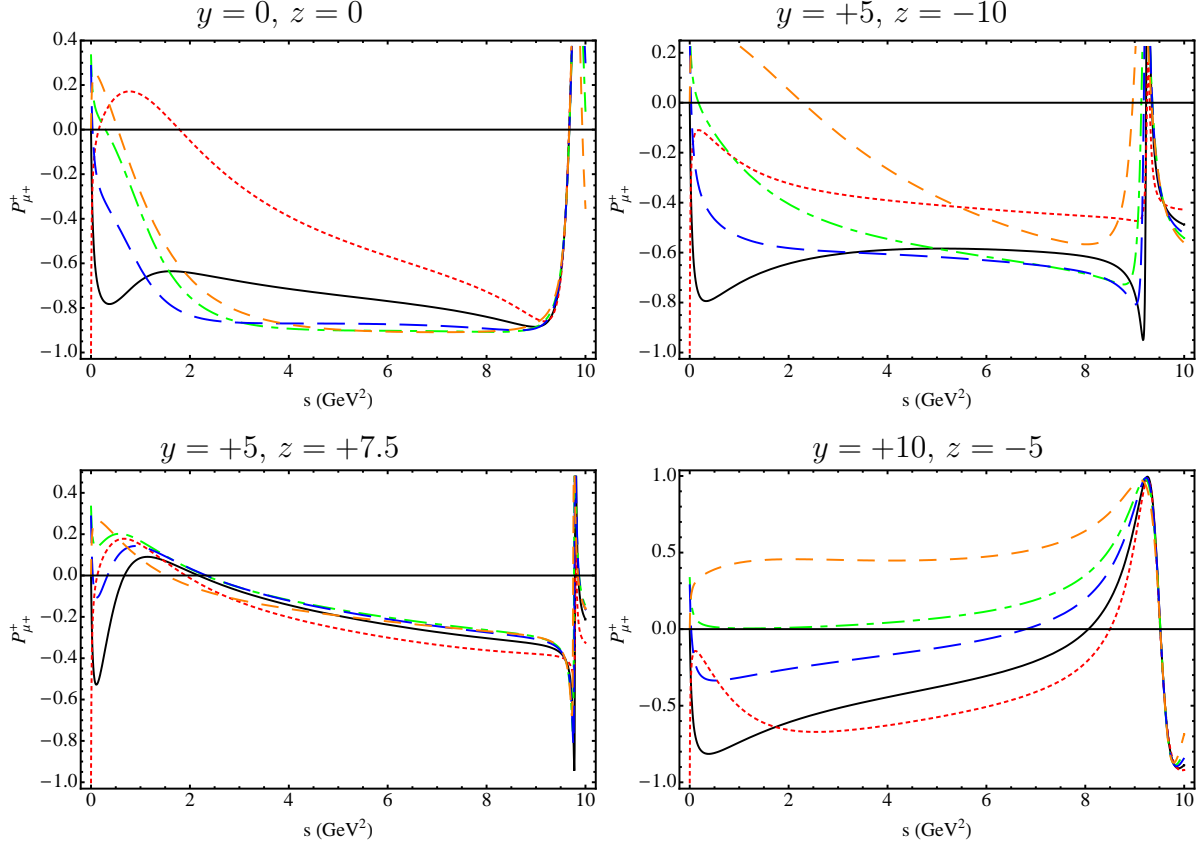 y = 0, z = 0
0.4
0.2
0.0
−0.2
−0.4
−0.6
−0.8
−1.0
P⁺μ+
0 2 4 6 8 10
s (GeV²)
y = +5, z = −10
0.2
0.0
−0.2
−0.4
−0.6
−0.8
−1.0
P⁺μ+
0 2 4 6 8 10
s (GeV²)
y = +5, z = +7.5
0.4
0.2
0.0
−0.2
−0.4
−0.6
−0.8
−1.0
P⁺μ+
0 2 4 6 8 10
s (GeV²)
y = +10, z = −5
1.0
0.5
0.0
−0.5
−1.0
P⁺μ+
0 2 4 6 8 10
s (GeV²)